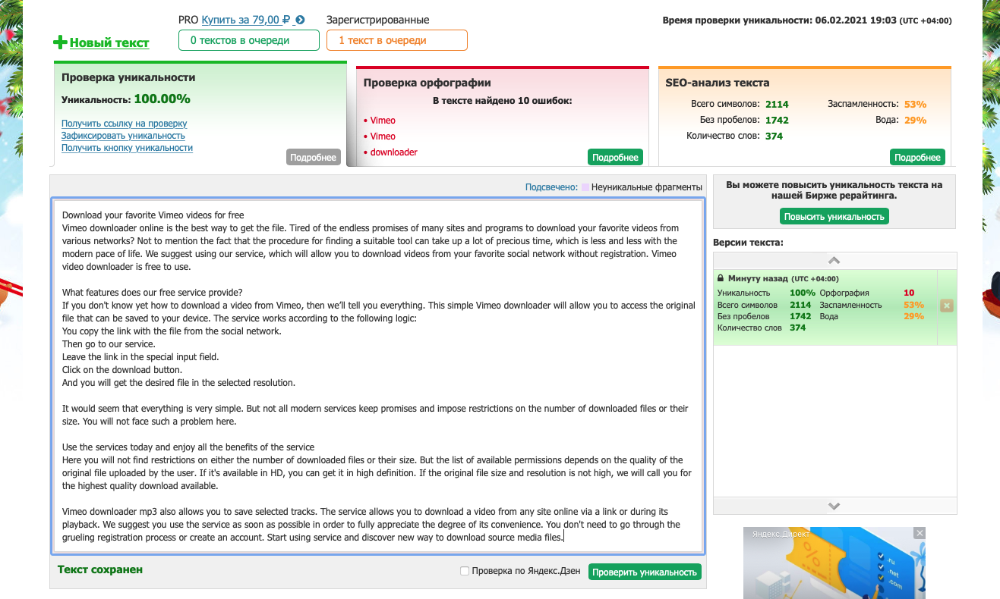 PRO Купить за 79,00 ₽
Зарегистрированные
Время проверки уникальности: 06.02.2021 19:03 (UTC +04:00)
Новый текст
0 текстов в очереди
1 текст в очереди
Проверка уникальности
Уникальность: 100.00%
Получить ссылку на проверку
Зафиксировать уникальность
Получить кнопку уникальности
Подробнее
Проверка орфографии
В тексте найдено 10 ошибок:
• Vimeo
• Vimeo
• downloader
Подробнее
SEO-анализ текста
Всего символов: 2114 Заспамленность: 53%
Без пробелов: 1742 Вода: 29%
Количество слов: 374
Подробнее
Подсвечено: Неуникальные фрагменты
Download your favorite Vimeo videos for free
Vimeo downloader online is the best way to get the file. Tired of the endless promises of many sites and programs to download your favorite videos from
various networks? Not to mention the fact that the procedure for finding a suitable tool can take up a lot of precious time, which is less and less with the
modern pace of life. We suggest using our service, which will allow you to download videos from your favorite social network without registration. Vimeo
video downloader is free to use.
What features does our free service provide?
If you don't know yet how to download a video from Vimeo, then we’ll tell you everything. This simple Vimeo downloader will allow you to access the original
file that can be saved to your device. The service works according to the following logic:
You copy the link with the file from the social network.
Then go to our service.
Leave the link in the special input field.
Click on the download button.
And you will get the desired file in the selected resolution.
It would seem that everything is very simple. But not all modern services keep promises and impose restrictions on the number of downloaded files or their
size. You will not face such a problem here.
Use the services today and enjoy all the benefits of the service
Here you will not find restrictions on either the number of downloaded files or their size. But the list of available permissions depends on the quality of the
original file uploaded by the user. If it's available in HD, you can get it in high definition. If the original file size and resolution is not high, we will call you for
the highest quality download available.
Vimeo downloader mp3 also allows you to save selected tracks. The service allows you to download a video from any site online via a link or during its
playback. We suggest you use the service as soon as possible in order to fully appreciate the degree of its convenience. You don't need to go through the
grueling registration process or create an account. Start using service and discover new way to download source media files.
Текст сохранен
Проверка по Яндекс.Дзен
Проверить уникальность
Вы можете повысить уникальность текста на
нашей Бирже рерайтинга.
Повысить уникальность
Версии текста:
Минуту назад (UTC +04:00)
Уникальность 100% Орфография 10
Всего символов 2114 Заспамленность 53%
Без пробелов 1742 Вода 29%
Количество слов 374
Яндекс.Директ
.ru
.net
.com